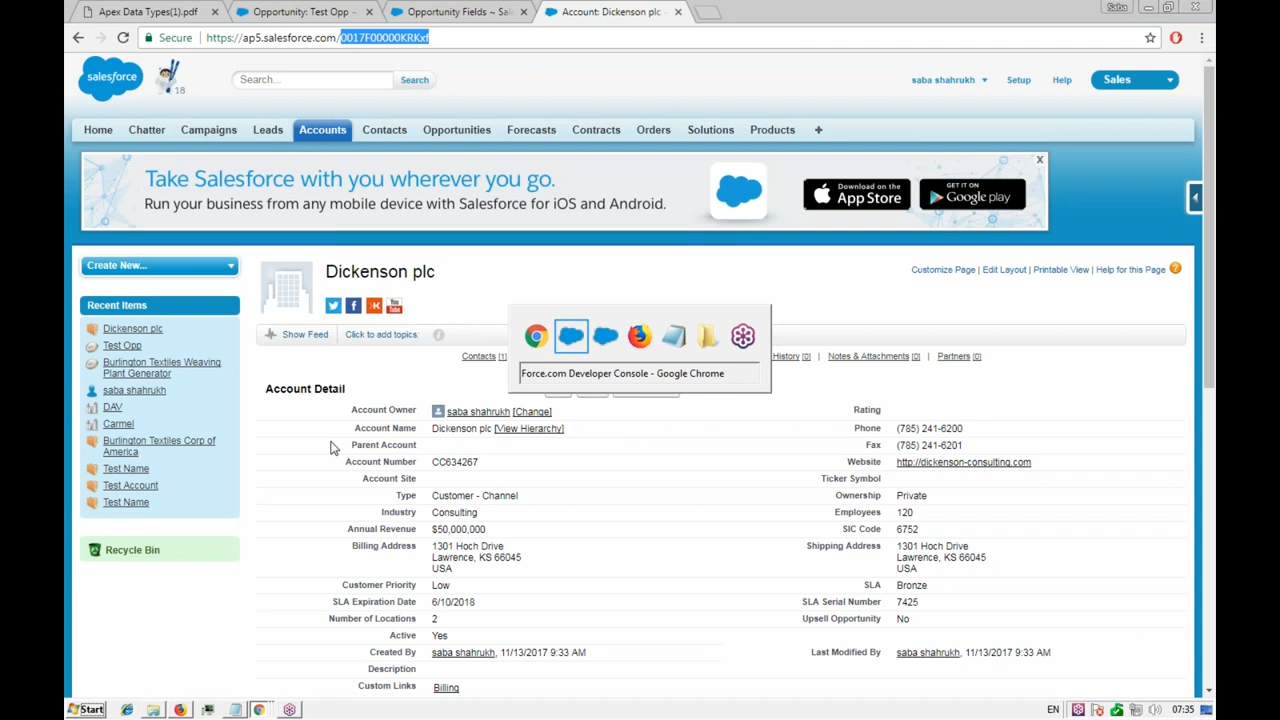 Apex Data Types(1).pdf
Opportunity: Test Opp ~
Opportunity Fields ~ Sale
Account: Dickenson plc ~
Saba
Secure
https://ap5.salesforce.com/0017F00000KRKxf
salesforce
18
Search...
Search
saba shahrukh
Setup
Help
Sales
Home
Chatter
Campaigns
Leads
Accounts
Contacts
Opportunities
Forecasts
Contracts
Orders
Solutions
Products
+
Take Salesforce with you wherever you go.
Run your business from any mobile device with Salesforce for iOS and Android.
Download on the
App Store
GET IT ON
Google play
x
Create New...
Recent Items
Dickenson plc
Test Opp
Burlington Textiles Weaving
Plant Generator
saba shahrukh
DAV
Carmel
Burlington Textiles Corp of
America
Test Name
Test Account
Test Name
Recycle Bin
Dickenson plc
Customize Page | Edit Layout | Printable View | Help for this Page
You
Tube
Show Feed
Click to add topics:
Contacts [1]
History [0] | Notes & Attachments [0] | Partners [0]
Force.com Developer Console - Google Chrome
Account Detail
Account Owner saba shahrukh [Change]
Rating
Account Name Dickenson plc [View Hierarchy]
Phone (785) 241-6200
Parent Account
Fax (785) 241-6201
Account Number CC634267
Website http://dickenson-consulting.com
Account Site
Ticker Symbol
Type Customer - Channel
Ownership Private
Industry Consulting
Employees 120
Annual Revenue $50,000,000
SIC Code 6752
Billing Address 1301 Hoch Drive
Lawrence, KS 66045
USA
Shipping Address 1301 Hoch Drive
Lawrence, KS 66045
USA
Customer Priority Low
SLA Bronze
SLA Expiration Date 6/10/2018
SLA Serial Number 7425
Number of Locations 2
Upsell Opportunity No
Active Yes
Created By saba shahrukh, 11/13/2017 9:33 AM
Last Modified By saba shahrukh, 11/13/2017 9:33 AM
Description
Custom Links Billing
Start
EN
07:35